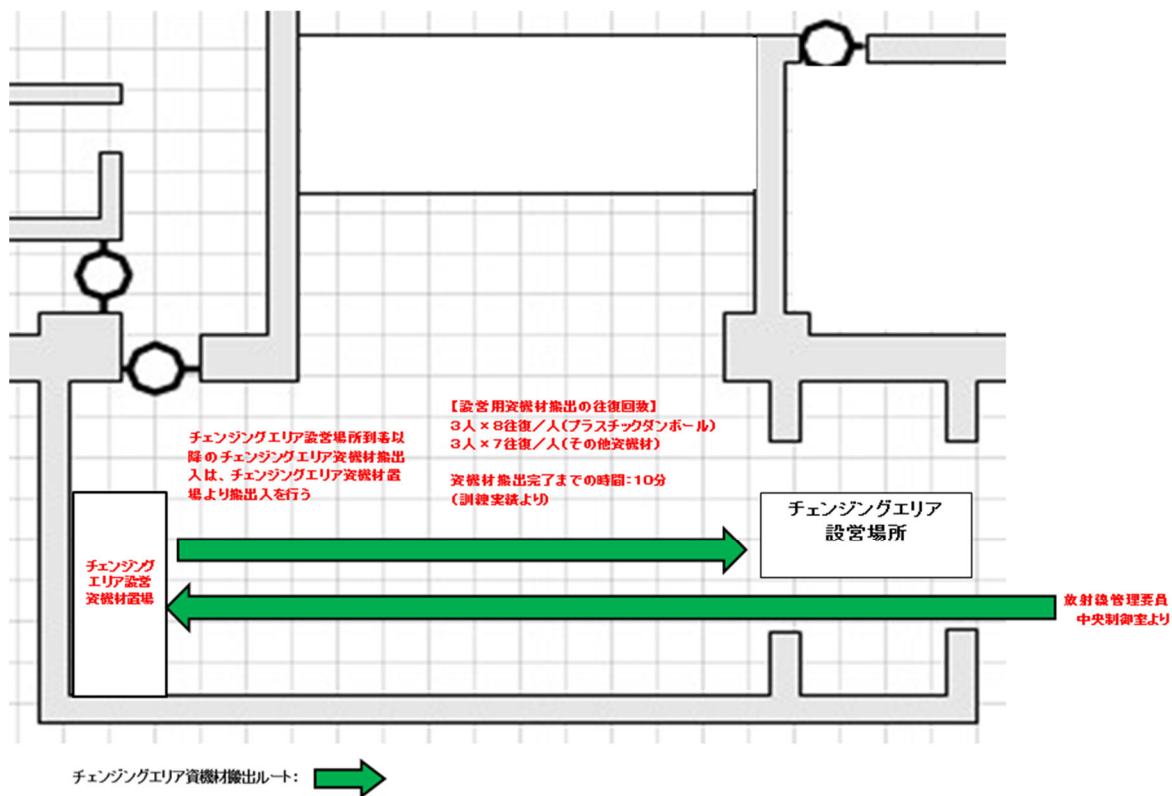 【設営用資機材搬出の往復回数】
3人×8往復/人(プラスチックダンボール)
3人×7往復/人(その他資機材)
資機材搬出完了までの時間:10分
(訓練実績より)
チェンジングエリア設営場所到着以
降のチェンジングエリア資機材搬出
入は、チェンジングエリア資機材置
場より搬出入を行う
チェンジングエリア
設営場所
チェンジング
エリア設営
資機材置場
放射線管理要員
中央制御室より
チェンジングエリア資機材搬出ルート: